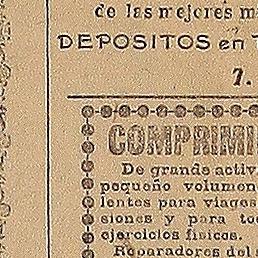 de las mejores m
DEPOSITOS en
7.
COMPRIMI
De grande activ
pequeño volumen
lentes para viages
siones y para to
ejercicios fisicos.
Reparadores del